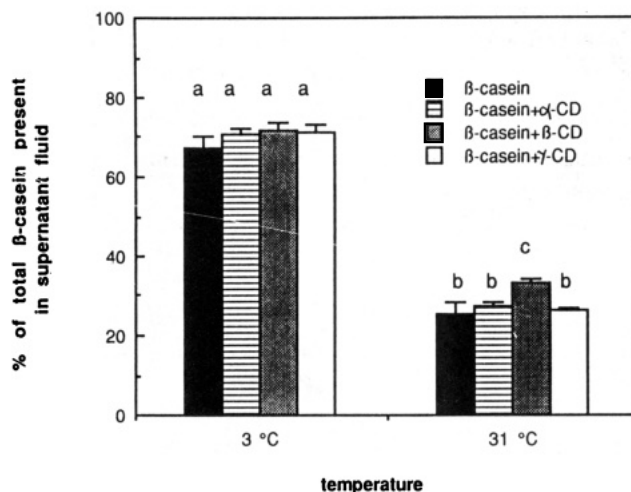 % of total ß-casein present
in supernatant fluid
100
80
60
40
20
0
a a a a
b b c b
ß-casein
ß-casein+α-CD
ß-casein+ß-CD
ß-casein+γ-CD
3 °C 31 °C
temperature